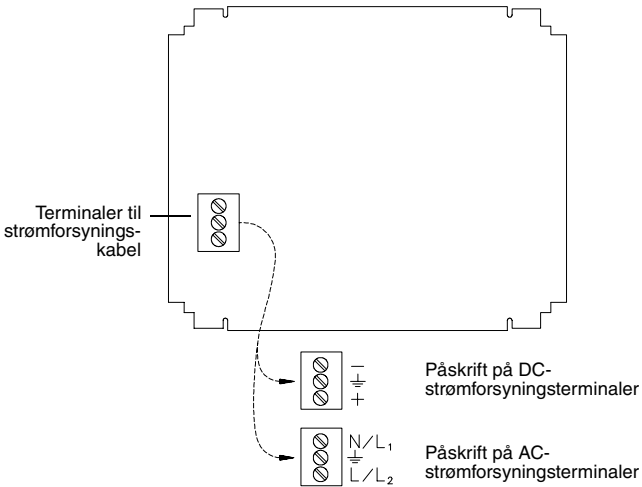 Terminaler til
strømforsynings-
kabel
−
+
Påskrift på DC-
strømforsyningsterminaler
N/L₁
L/L₂
Påskrift på AC-
strømforsyningsterminaler